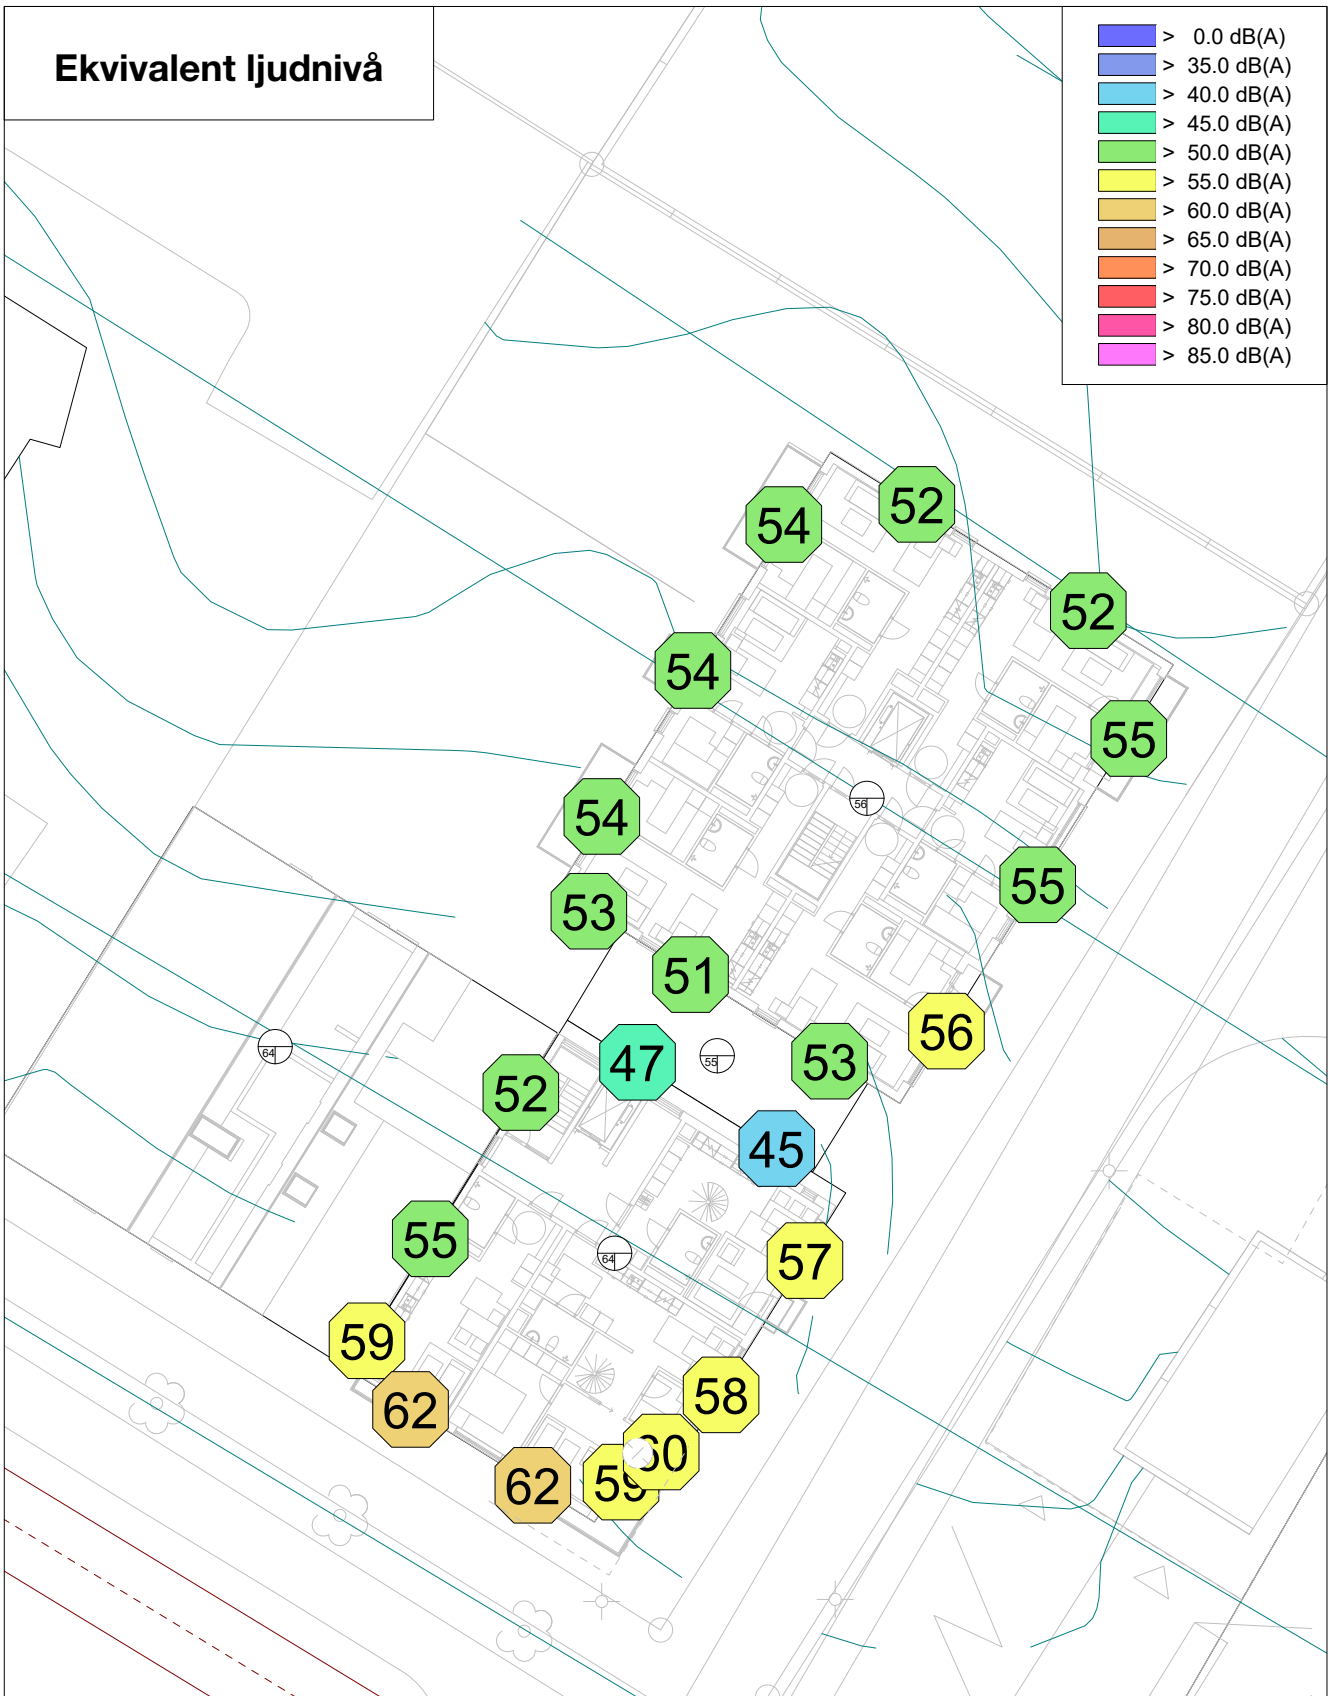 Ekvivalent ljudnivå
> 0.0 dB(A)
> 35.0 dB(A)
> 40.0 dB(A)
> 45.0 dB(A)
> 50.0 dB(A)
> 55.0 dB(A)
> 60.0 dB(A)
> 65.0 dB(A)
> 70.0 dB(A)
> 75.0 dB(A)
> 80.0 dB(A)
> 85.0 dB(A)
52
54
52
54
55
56
54
55
53
51
56
64
55
53
47
52
45
55
64
57
59
58
62
60
59
62